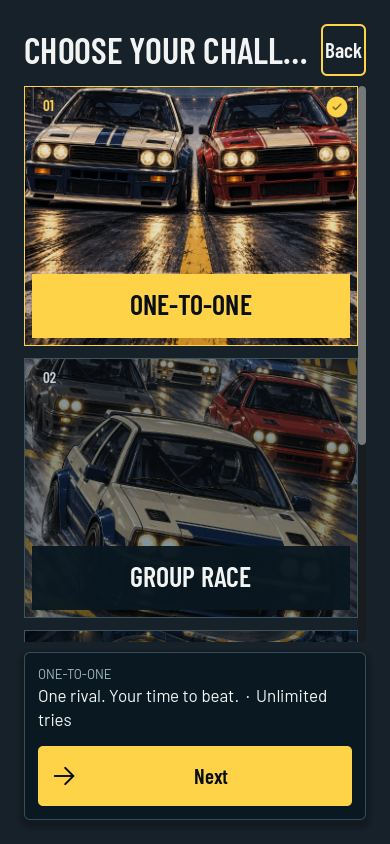 CHOOSE YOUR CHALL...
Back
01
ONE-TO-ONE
02
GROUP RACE
ONE-TO-ONE
One rival. Your time to beat. · Unlimited
tries
Next